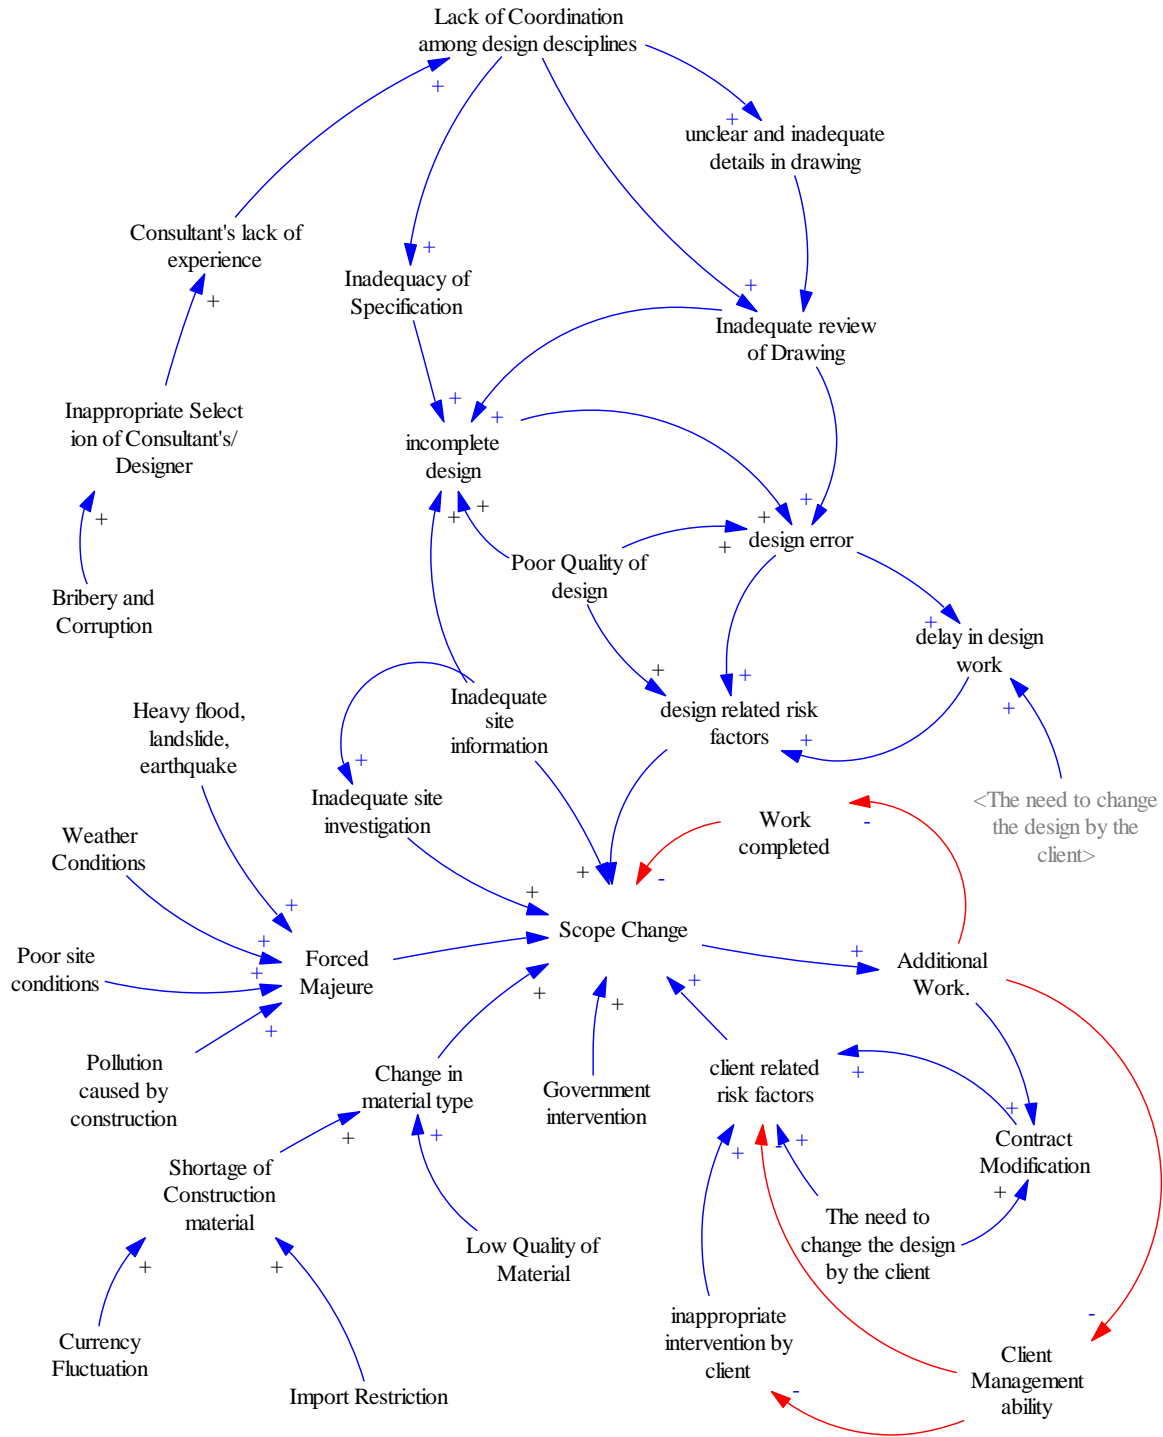 Lack of Coordination
among design desciplines
+
+
unclear and inadequate
details in drawing
Consultant's lack of
experience
+
+
Inadequacy of
Specification
+
Inadequate review
of Drawing
+
+
+
Inappropriate Select
ion of Consultant's/
Designer
incomplete
design
+
+
+
+
+
+
+
design error
Poor Quality of
design
Bribery and
Corruption
+
delay in design
work
+
+
Inadequate
site
information
design related risk
factors
+
+
Heavy flood,
landslide,
earthquake
+
Inadequate site
investigation
<The need to change
the design by the
client>
Work
completed
-
Weather
Conditions
+
-
+
+
Scope Change
+
+
Additional
Work.
Forced
Majeure
Poor site
conditions
+
+
+
+
+
+
Pollution
caused by
construction
Change in
material type
Government
intervention
client related
risk factors
+
+
+
+
Contract
Modification
+
-
+
+
Shortage of
Construction
material
The need to
change the design
by the client
Low Quality of
Material
+
+
-
Currency
Fluctuation
Import Restriction
inappropriate
intervention by
client
Client
Management
ability
-